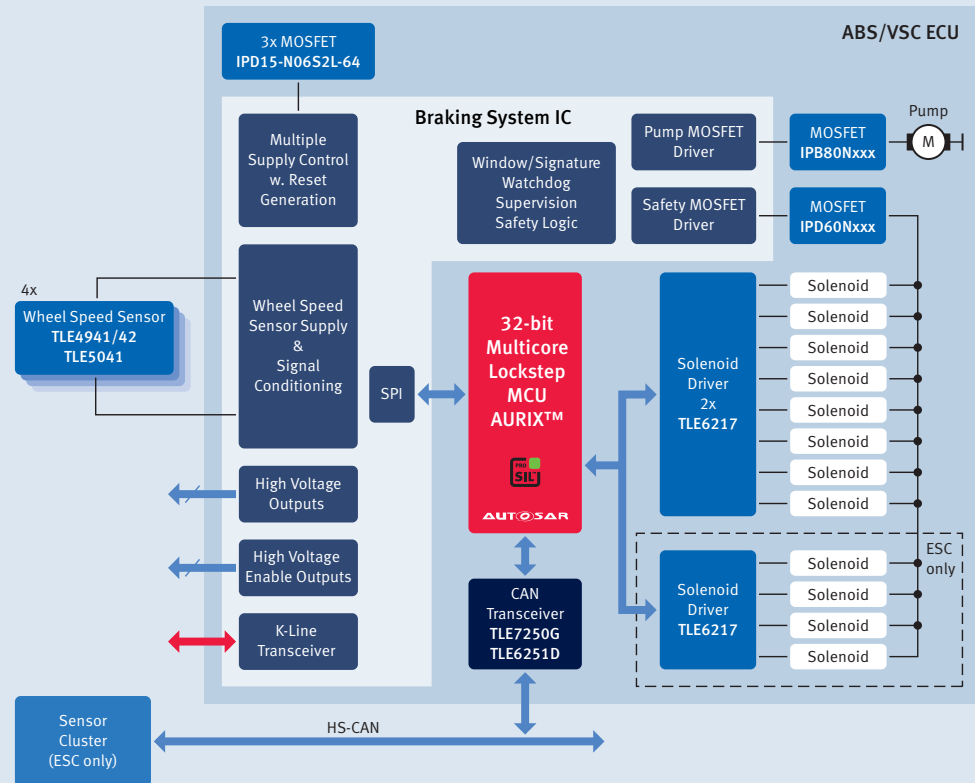 ABS/VSC ECU
3x MOSFET
IPD15-N06S2L-64
Braking System IC
Multiple
Supply Control
w. Reset
Generation
Window/Signature
Watchdog
Supervision
Safety Logic
Pump MOSFET
Driver
MOSFET
IPB80Nxxx
Pump
M
Safety MOSFET
Driver
MOSFET
IPD60Nxxx
4x
Wheel Speed Sensor
TLE4941/42
TLE5041
Wheel Speed
Sensor Supply
&
Signal
Conditioning
SPI
32-bit
Multicore
Lockstep
MCU
AURIX™
PRO
SIL
AUTOSAR
Solenoid
Driver
2x
TLE6217
Solenoid
Solenoid
Solenoid
Solenoid
Solenoid
Solenoid
Solenoid
Solenoid
High Voltage
Outputs
High Voltage
Enable Outputs
K-Line
Transceiver
CAN
Transceiver
TLE7250G
TLE6251D
ESC
only
Solenoid
Driver
TLE6217
Solenoid
Solenoid
Solenoid
Solenoid
Sensor
Cluster
(ESC only)
HS-CAN